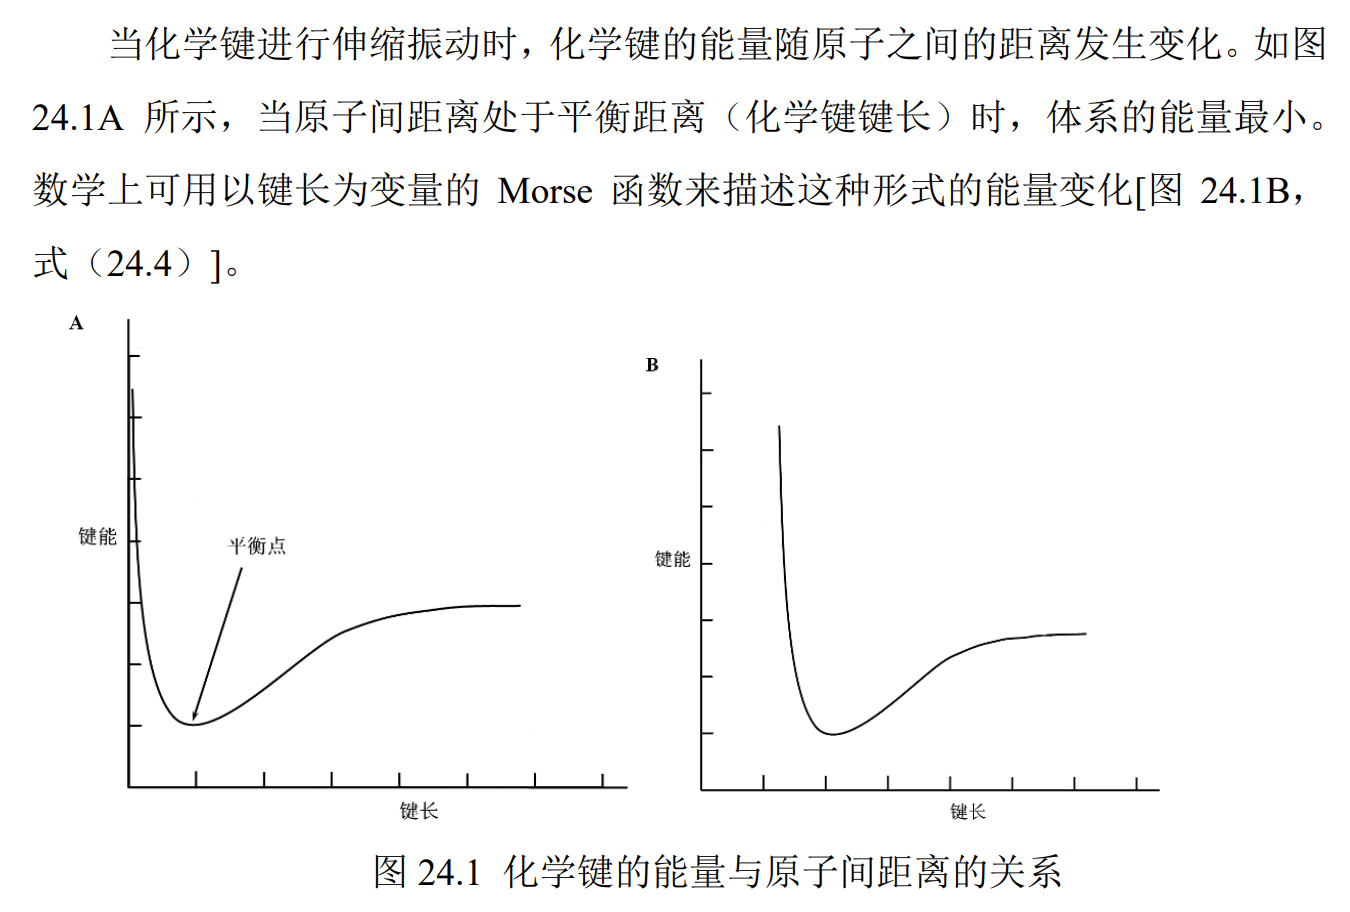 当化学键进行伸缩振动时，化学键的能量随原子之间的距离发生变化。如图
24.1A 所示，当原子间距离处于平衡距离（化学键键长）时，体系的能量最小。
数学上可用以键长为变量的 Morse 函数来描述这种形式的能量变化[图 24.1B，
式（24.4）]。
A
键能
平衡点
键长
B
键能
键长
图 24.1 化学键的能量与原子间距离的关系